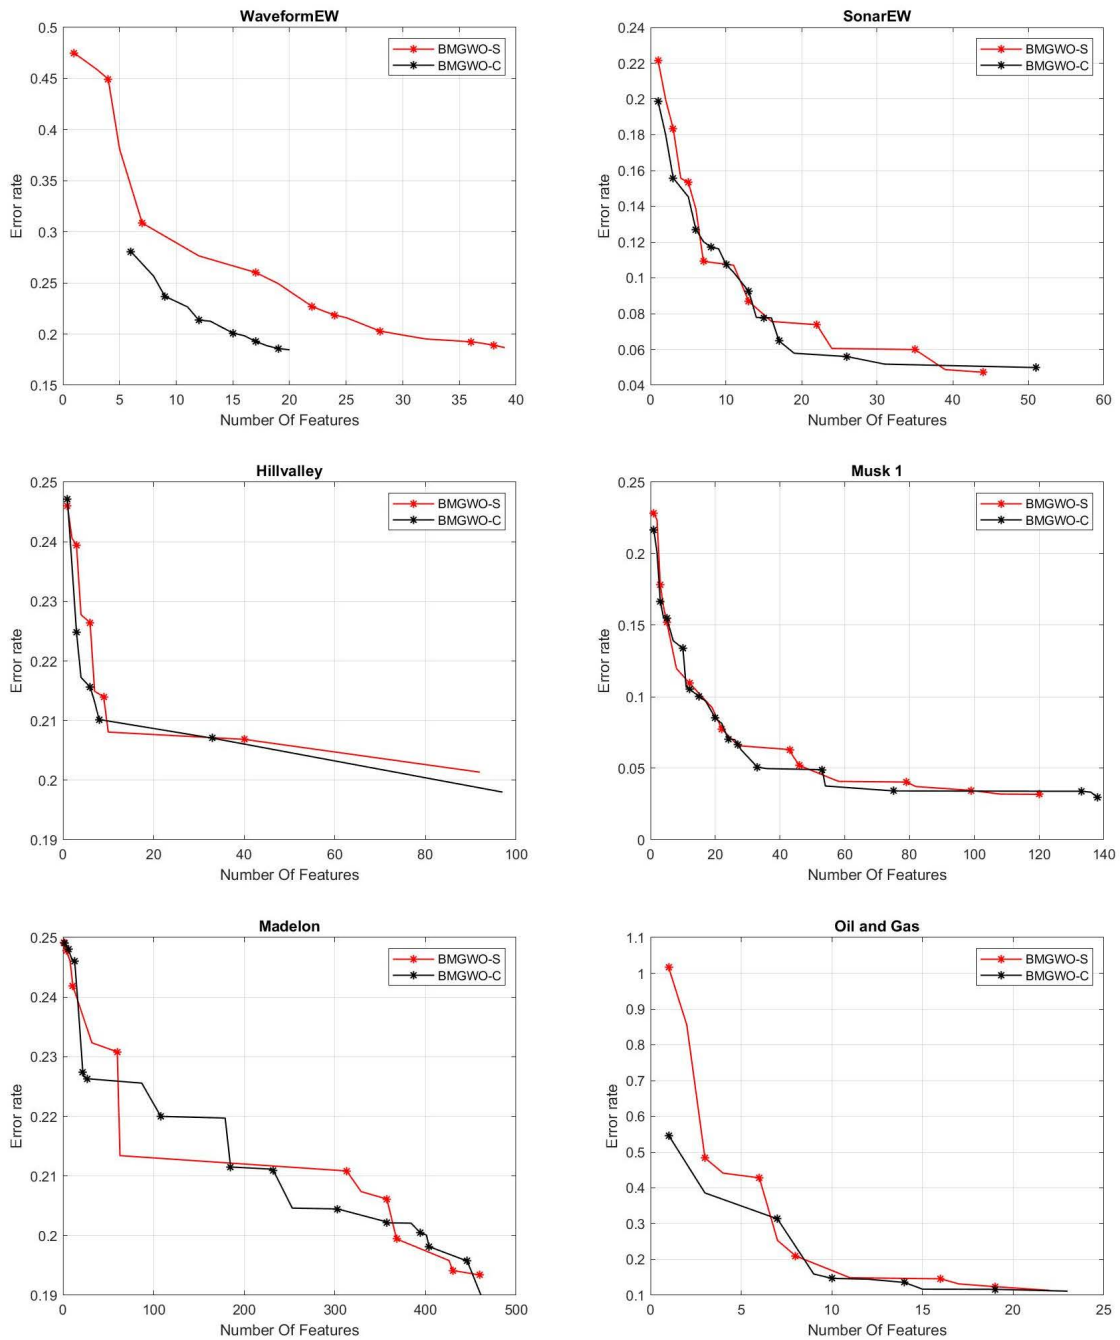 WaveformEW
0.5
0.45
0.4
0.35
0.3
0.25
0.2
0.15
Error rate
0 5 10 15 20 25 30 35 40
Number Of Features
BMGWO-S
BMGWO-C
SonarEW
0.24
0.22
0.2
0.18
0.16
0.14
0.12
0.1
0.08
0.06
0.04
Error rate
0 10 20 30 40 50 60
Number Of Features
BMGWO-S
BMGWO-C
Hillvalley
0.25
0.24
0.23
0.22
0.21
0.2
0.19
Error rate
0 20 40 60 80 100
Number Of Features
BMGWO-S
BMGWO-C
Musk 1
0.25
0.2
0.15
0.1
0.05
0
Error rate
0 20 40 60 80 100 120 140
Number Of Features
BMGWO-S
BMGWO-C
Madelon
0.25
0.24
0.23
0.22
0.21
0.2
0.19
Error rate
0 100 200 300 400 500
Number Of Features
BMGWO-S
BMGWO-C
Oil and Gas
1.1
1
0.9
0.8
0.7
0.6
0.5
0.4
0.3
0.2
0.1
Error rate
0 5 10 15 20 25
Number Of Features
BMGWO-S
BMGWO-C